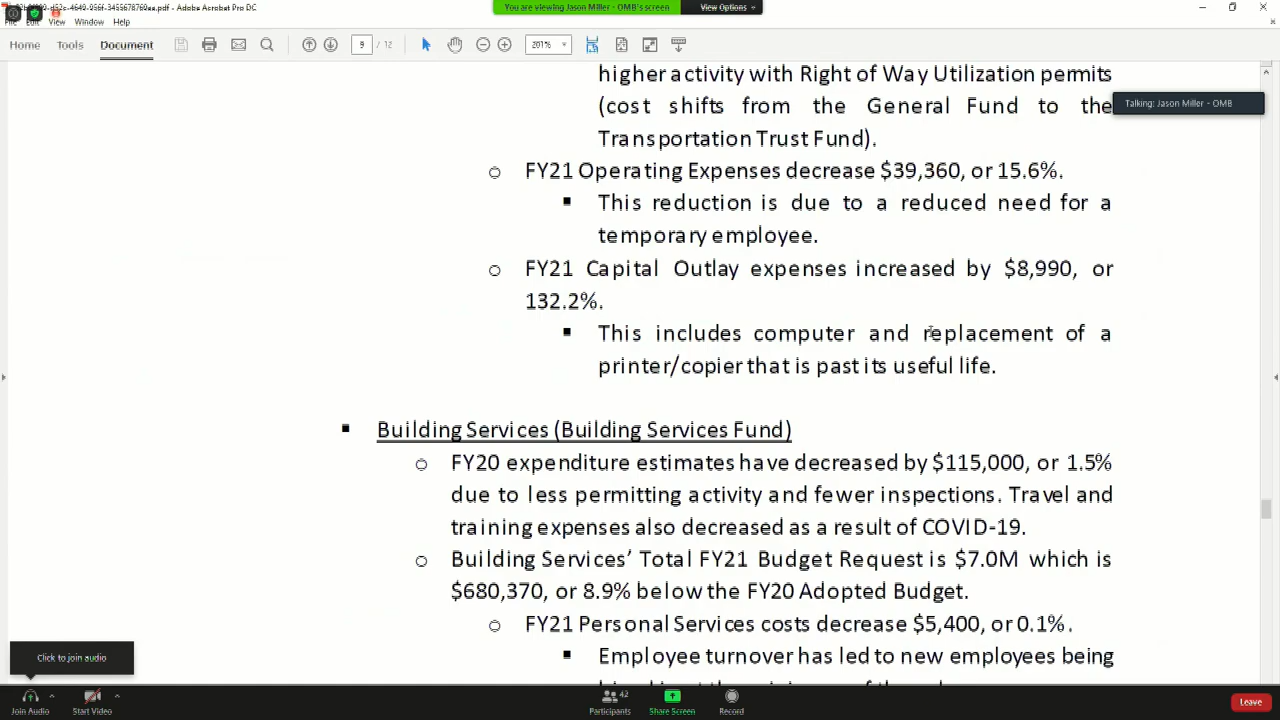 3455678769aa.pdf - Adobe Acrobat Pro DC
You are viewing Jason Miller - OMB's screen
View Options
File Edit View Window Help
Home Tools Document
9 / 12
201%
Talking: Jason Miller - OMB
higher activity with Right of Way Utilization permits
(cost shifts from the General Fund to the
Transportation Trust Fund).
o FY21 Operating Expenses decrease $39,360, or 15.6%.
▪ This reduction is due to a reduced need for a
temporary employee.
o FY21 Capital Outlay expenses increased by $8,990, or
132.2%.
▪ This includes computer and replacement of a
printer/copier that is past its useful life.
▪ Building Services (Building Services Fund)
o FY20 expenditure estimates have decreased by $115,000, or 1.5%
due to less permitting activity and fewer inspections. Travel and
training expenses also decreased as a result of COVID-19.
o Building Services’ Total FY21 Budget Request is $7.0M which is
$680,370, or 8.9% below the FY20 Adopted Budget.
o FY21 Personal Services costs decrease $5,400, or 0.1%.
▪ Employee turnover has led to new employees being
Click to join audio
Join Audio
Start Video
42
Participants
Share Screen
Record
Leave